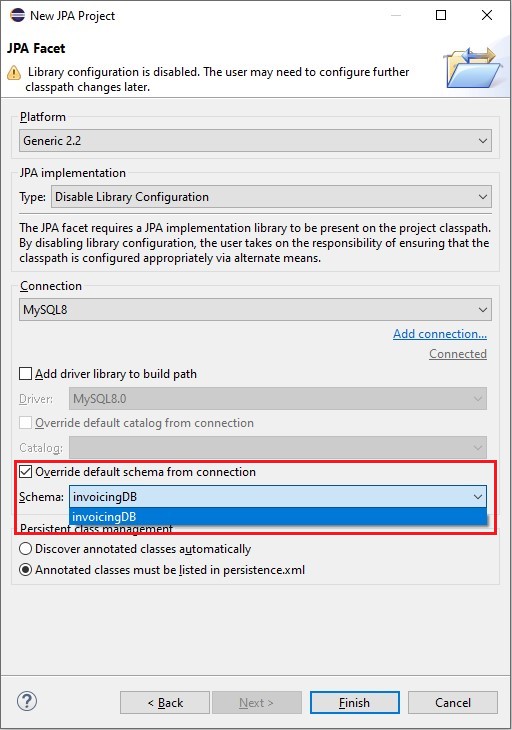 New JPA Project
JPA Facet
Library configuration is disabled. The user may need to configure further
classpath changes later.
Platform
Generic 2.2
JPA implementation
Type: Disable Library Configuration
The JPA facet requires a JPA implementation library to be present on the project classpath.
By disabling library configuration, the user takes on the responsibility of ensuring that the
classpath is configured appropriately via alternate means.
Connection
MySQL8
Add connection...
Connected
Add driver library to build path
Driver: MySQL8.0
Override default catalog from connection
Catalog:
Override default schema from connection
Schema: invoicingDB
invoicingDB
Persistent class management
Discover annotated classes automatically
Annotated classes must be listed in persistence.xml
? < Back Next > Finish Cancel